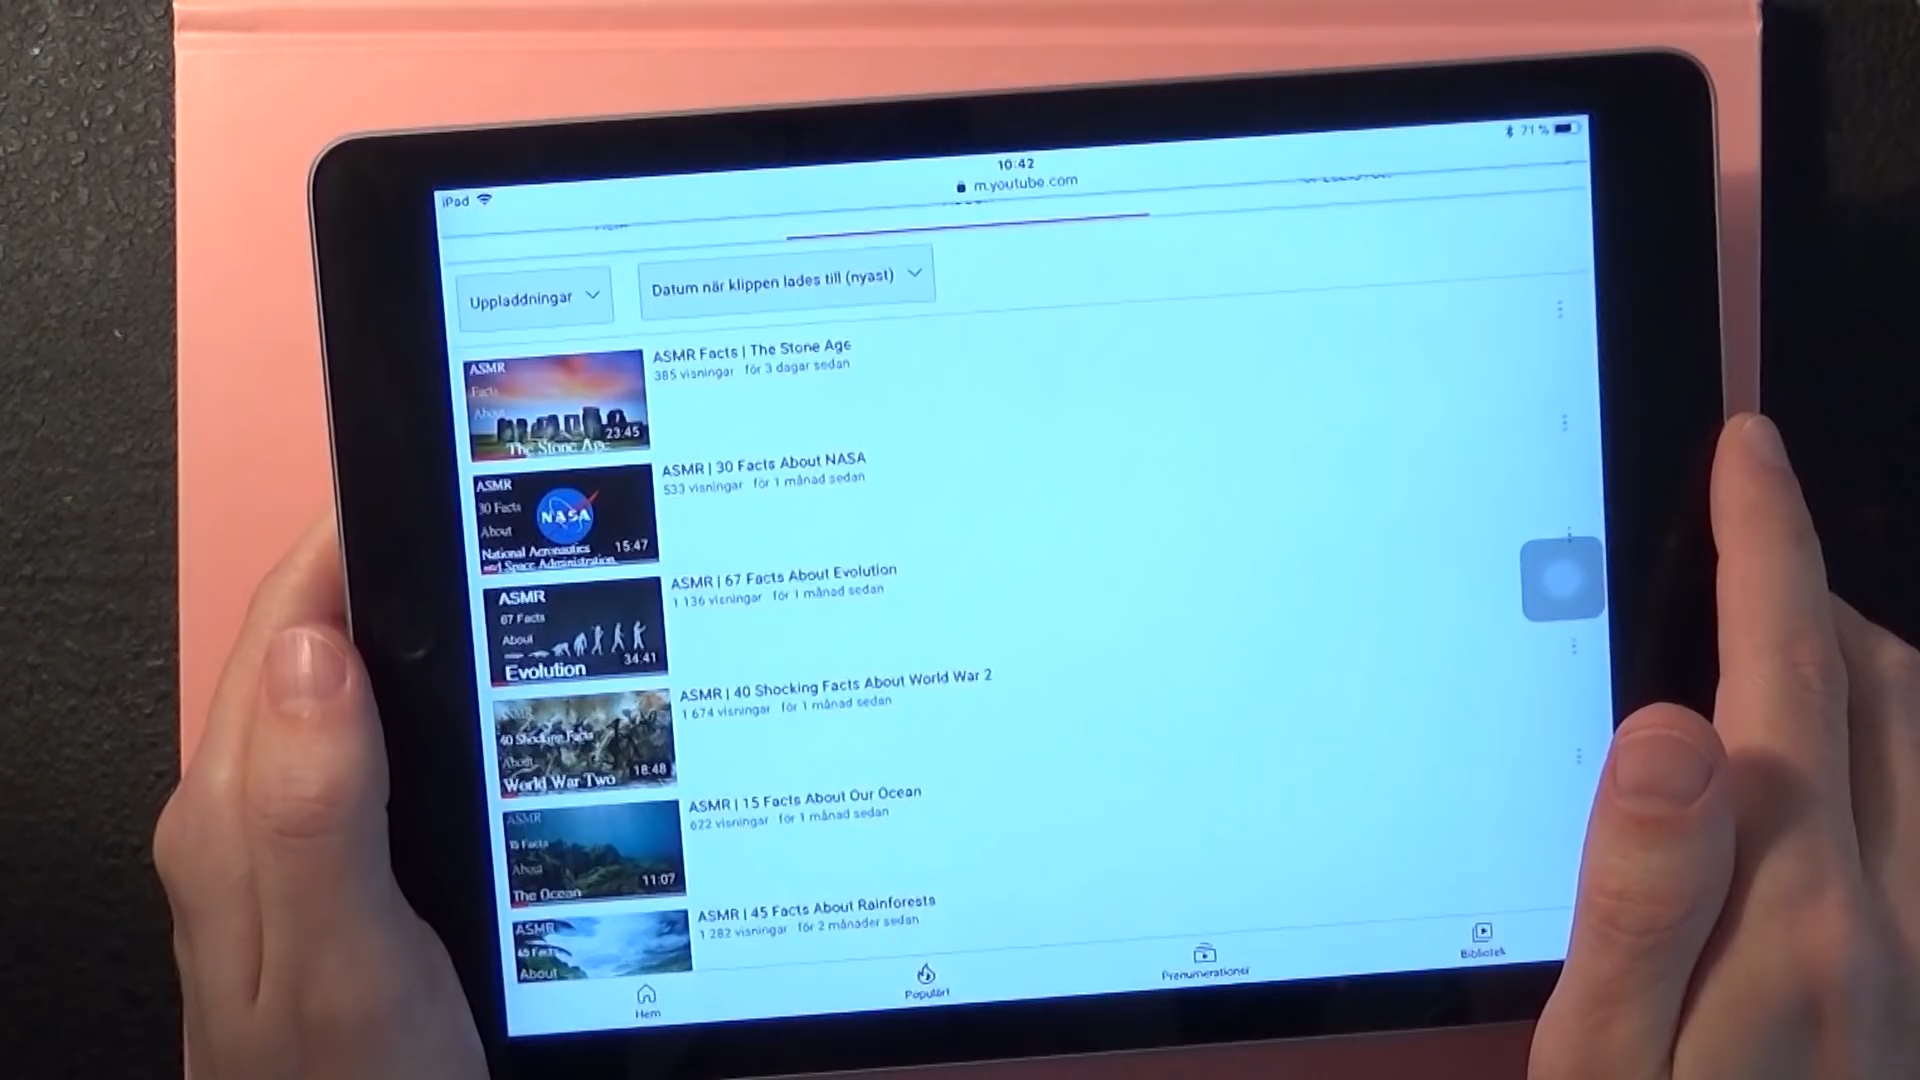 iPad
10:42
71 %
m.youtube.com
Uppladdningar
Datum när klippen lades till (nyast)
ASMR
Facts
About
The Stone Age
23:45
ASMR Facts | The Stone Age
385 visningar för 3 dagar sedan
ASMR
30 Facts
About
NASA
National Aeronautics
and Space Administration
15:47
ASMR | 30 Facts About NASA
533 visningar för 1 månad sedan
ASMR
67 Facts
About
Evolution
34:41
ASMR | 67 Facts About Evolution
1 136 visningar för 1 månad sedan
ASMR
40 Shocking Facts
About
World War Two
18:48
ASMR | 40 Shocking Facts About World War 2
1 674 visningar för 1 månad sedan
ASMR
15 Facts
About
The Ocean
11:07
ASMR | 15 Facts About Our Ocean
622 visningar för 1 månad sedan
ASMR
45 Facts
About
ASMR | 45 Facts About Rainforests
1 282 visningar för 2 månader sedan
Hem
Populärt
Prenumerationer
Bibliotek